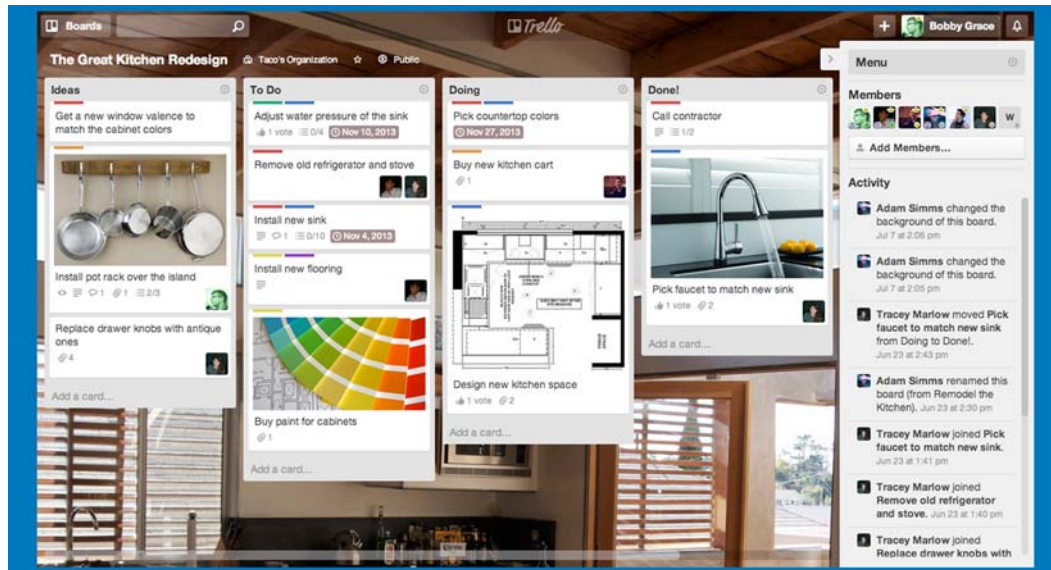 Boards
Trello
Bobby Grace
The Great Kitchen Redesign
Taco's Organization
Public
Ideas
Get a new window valence to
match the cabinet colors
Install pot rack over the island
1
1
2/3
Replace drawer knobs with antique
ones
4
Add a card...
To Do
Adjust water pressure of the sink
1 vote
0/4
Nov 10, 2013
Remove old refrigerator and stove
Install new sink
1
0/10
Nov 4, 2013
Install new flooring
Buy paint for cabinets
1
Add a card...
Doing
Pick countertop colors
Nov 27, 2013
Buy new kitchen cart
1
Design new kitchen space
1 vote
2
Add a card...
Done!
Call contractor
1/2
Pick faucet to match new sink
1 vote
2
Add a card...
Menu
Members
W
Add Members...
Activity
Adam Simms changed the
background of this board.
Jul 7 at 2:06 pm
Adam Simms changed the
background of this board.
Jul 7 at 2:05 pm
Tracey Marlow moved Pick
faucet to match new sink
from Doing to Done!.
Jun 23 at 2:43 pm
Adam Simms renamed this
board (from Remodel the
Kitchen). Jun 23 at 2:30 pm
Tracey Marlow joined Pick
faucet to match new sink.
Jun 23 at 1:41 pm
Tracey Marlow joined
Remove old refrigerator
and stove. Jun 23 at 1:40 pm
Tracey Marlow joined
Replace drawer knobs with